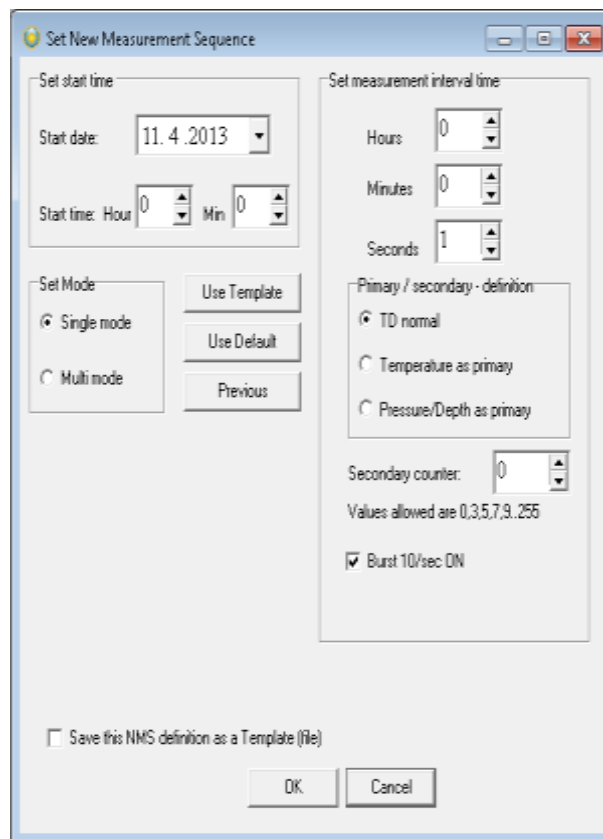 Set New Measurement Sequence
Set start time
Start date: 11. 4 .2013
Start time: Hour 0 Min 0
Set Mode
Single mode
Multi mode
Use Template
Use Default
Previous
Set measurement interval time
Hours 0
Minutes 0
Seconds 1
Primary / secondary - definition
TD normal
Temperature as primary
Pressure/Depth as primary
Secondary counter: 0
Values allowed are 0,3,5,7,9..255
Burst 10/sec ON
Save this NMS definition as a Template (file)
OK Cancel